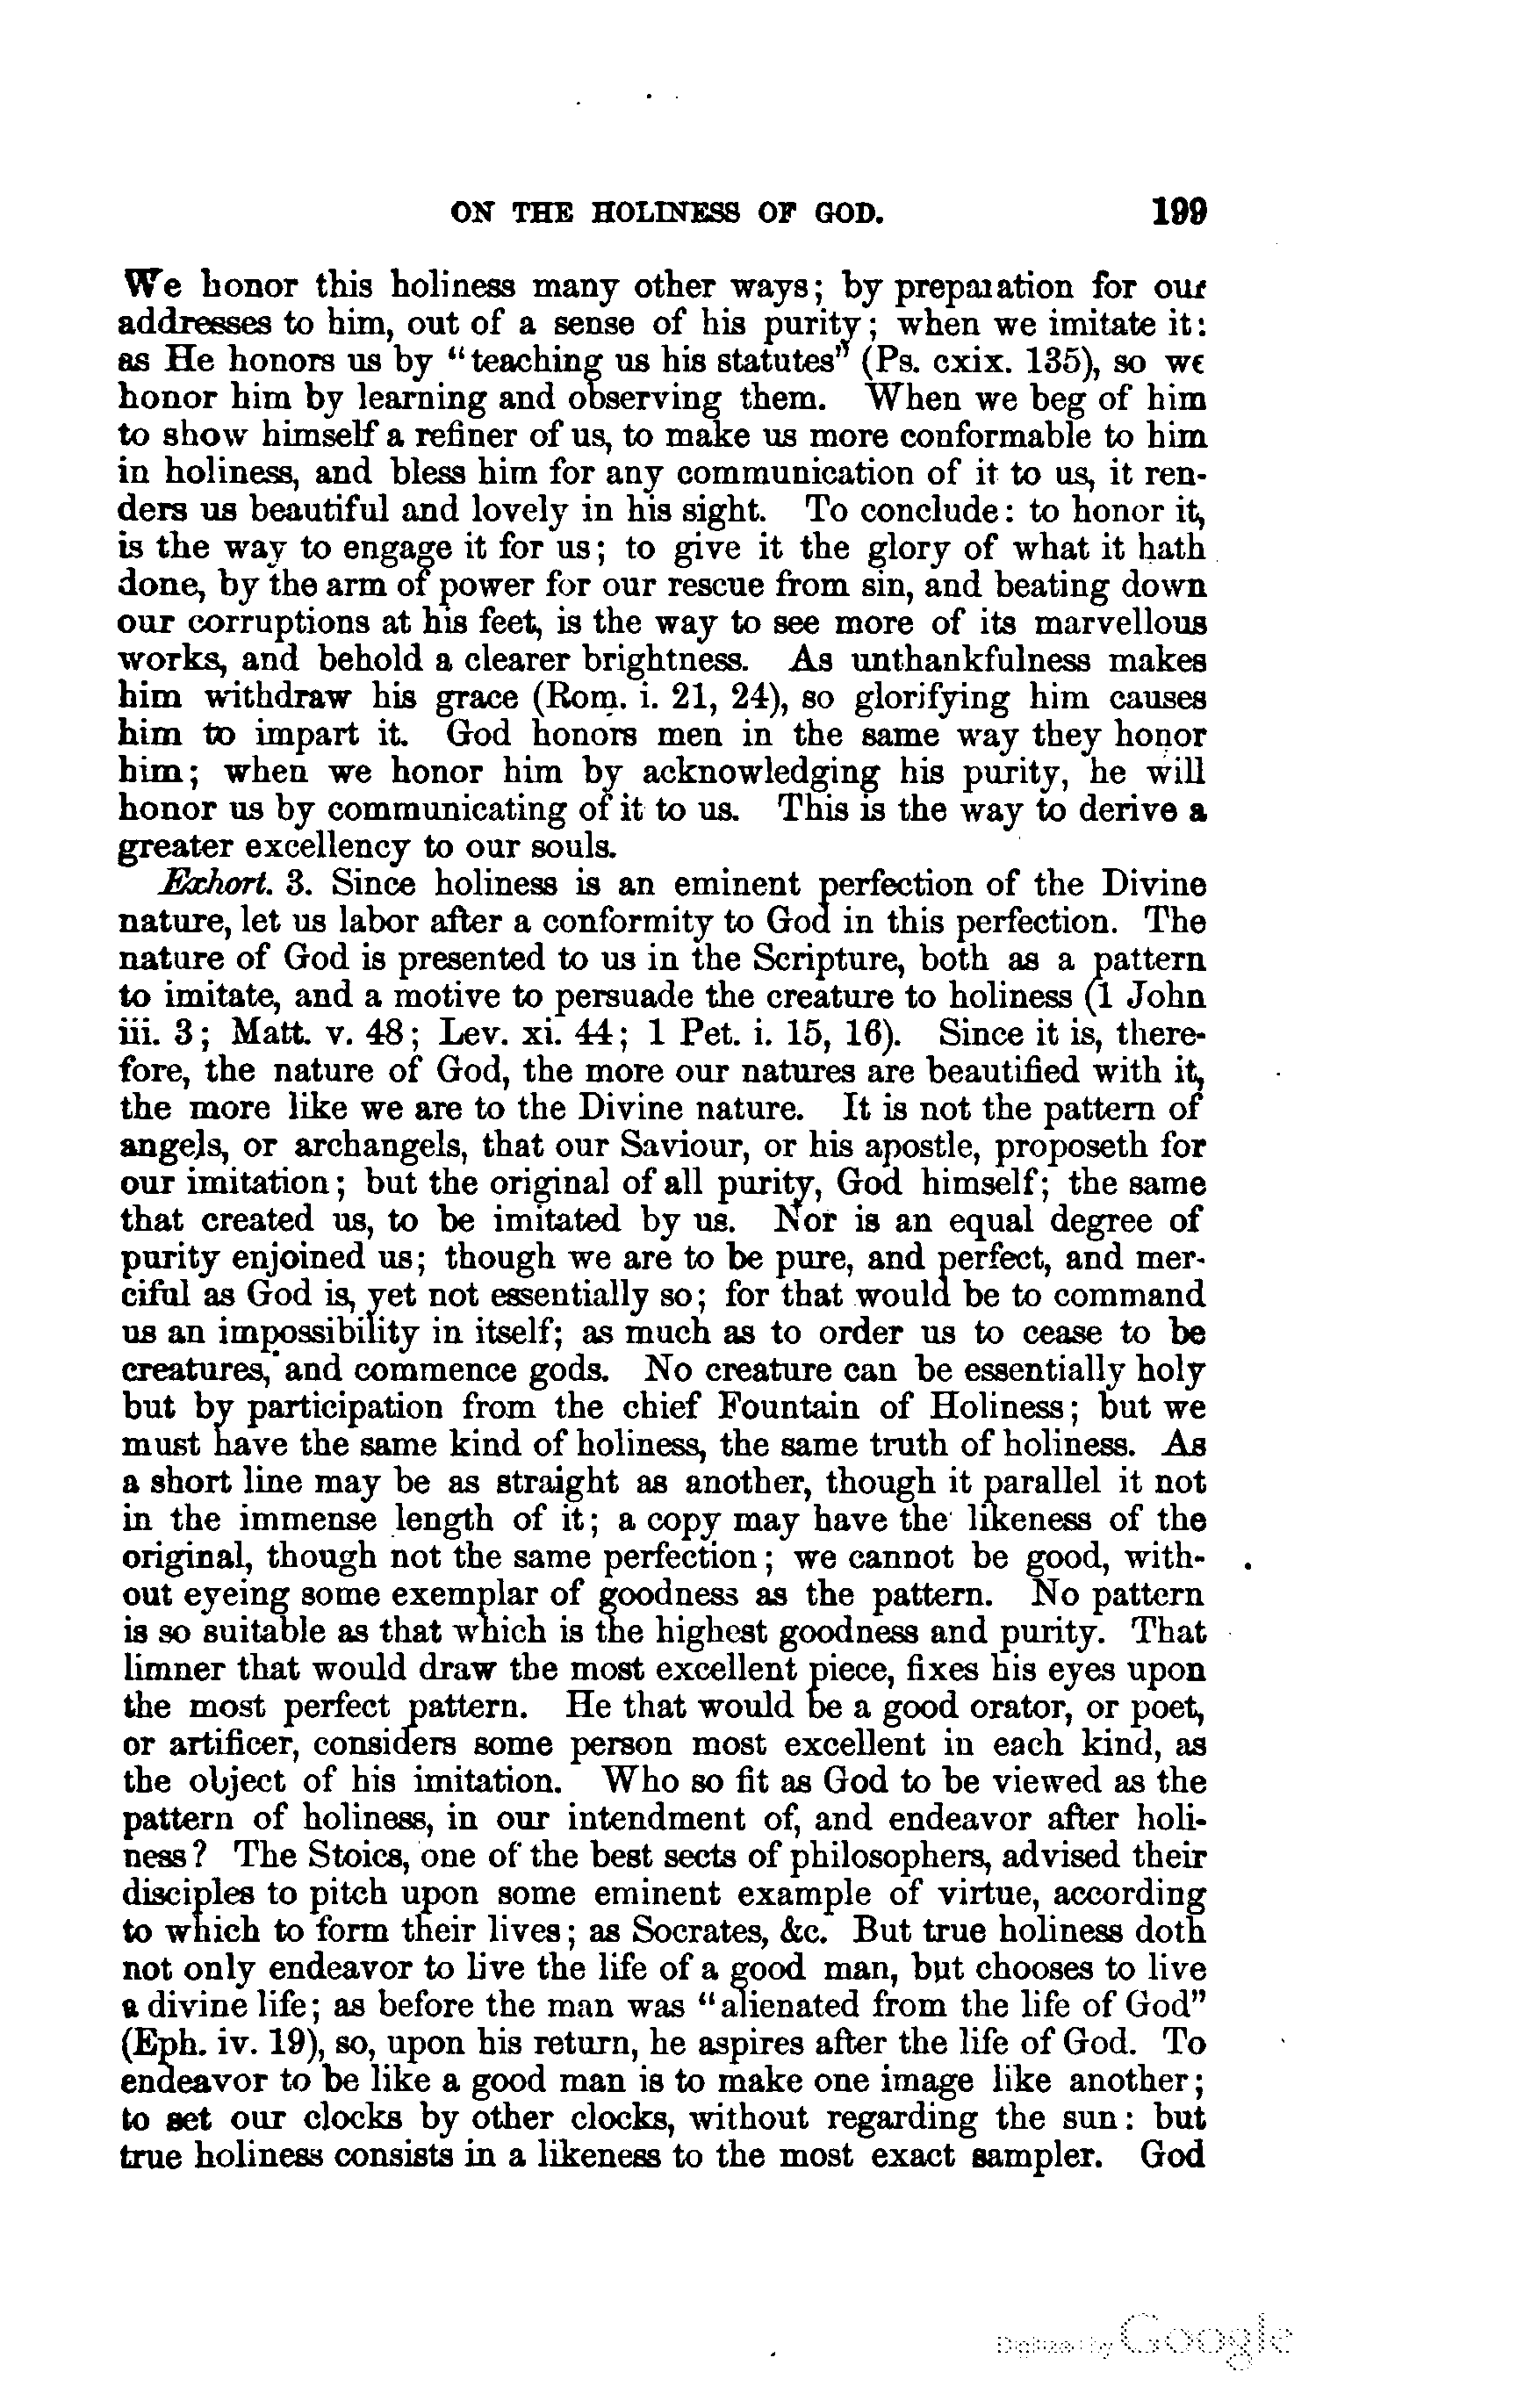 ON THE HOLINESS OF GOD. 199
We honor this holiness many other ways; by preparation for our
addresses to him, out of a sense of his purity; when we imitate it:
as He honors us by "teaching us his statutes" (Ps. cxix. 135), so we
honor him by learning and observing them. When we beg of him
to show himself a refiner of us, to make us more conformable to him
in holiness, and bless him for any communication of it to us, it ren-
ders us beautiful and lovely in his sight. To conclude: to honor it,
is the way to engage it for us; to give it the glory of what it hath
done, by the arm of power for our rescue from sin, and beating down
our corruptions at his feet, is the way to see more of its marvellous
works, and behold a clearer brightness. As unthankfulness makes
him withdraw his grace (Rom. i. 21, 24), so glorifying him causes
him to impart it. God honors men in the same way they honor
him; when we honor him by acknowledging his purity, he will
honor us by communicating of it to us. This is the way to derive a
greater excellency to our souls.
Exhort. 3. Since holiness is an eminent perfection of the Divine
nature, let us labor after a conformity to God in this perfection. The
nature of God is presented to us in the Scripture, both as a pattern
to imitate, and a motive to persuade the creature to holiness (1 John
iii. 3; Matt. v. 48; Lev. xi. 44; 1 Pet. i. 15, 16). Since it is, there-
fore, the nature of God, the more our natures are beautified with it,
the more like we are to the Divine nature. It is not the pattern of
angels, or archangels, that our Saviour, or his apostle, proposeth for
our imitation; but the original of all purity, God himself; the same
that created us, to be imitated by us. Nor is an equal degree of
purity enjoined us; though we are to be pure, and perfect, and mer-
ciful as God is, yet not essentially so; for that would be to command
us an impossibility in itself; as much as to order us to cease to be
creatures, and commence gods. No creature can be essentially holy
but by participation from the chief Fountain of Holiness; but we
must have the same kind of holiness, the same truth of holiness. As
a short line may be as straight as another, though it parallel it not
in the immense length of it; a copy may have the likeness of the
original, though not the same perfection; we cannot be good, with-
out eyeing some exemplar of goodness as the pattern. No pattern
is so suitable as that which is the highest goodness and purity. That
limner that would draw the most excellent piece, fixes his eyes upon
the most perfect pattern. He that would be a good orator, or poet,
or artificer, considers some person most excellent in each kind, as
the object of his imitation. Who so fit as God to be viewed as the
pattern of holiness, in our intendment of, and endeavor after holi-
ness? The Stoics, one of the best sects of philosophers, advised their
disciples to pitch upon some eminent example of virtue, according
to which to form their lives; as Socrates, &c. But true holiness doth
not only endeavor to live the life of a good man, but chooses to live
a divine life; as before the man was "alienated from the life of God"
(Eph. iv. 19), so, upon his return, he aspires after the life of God. To
endeavor to be like a good man is to make one image like another;
to set our clocks by other clocks, without regarding the sun: but
true holiness consists in a likeness to the most exact sampler. God
Digitized by Google